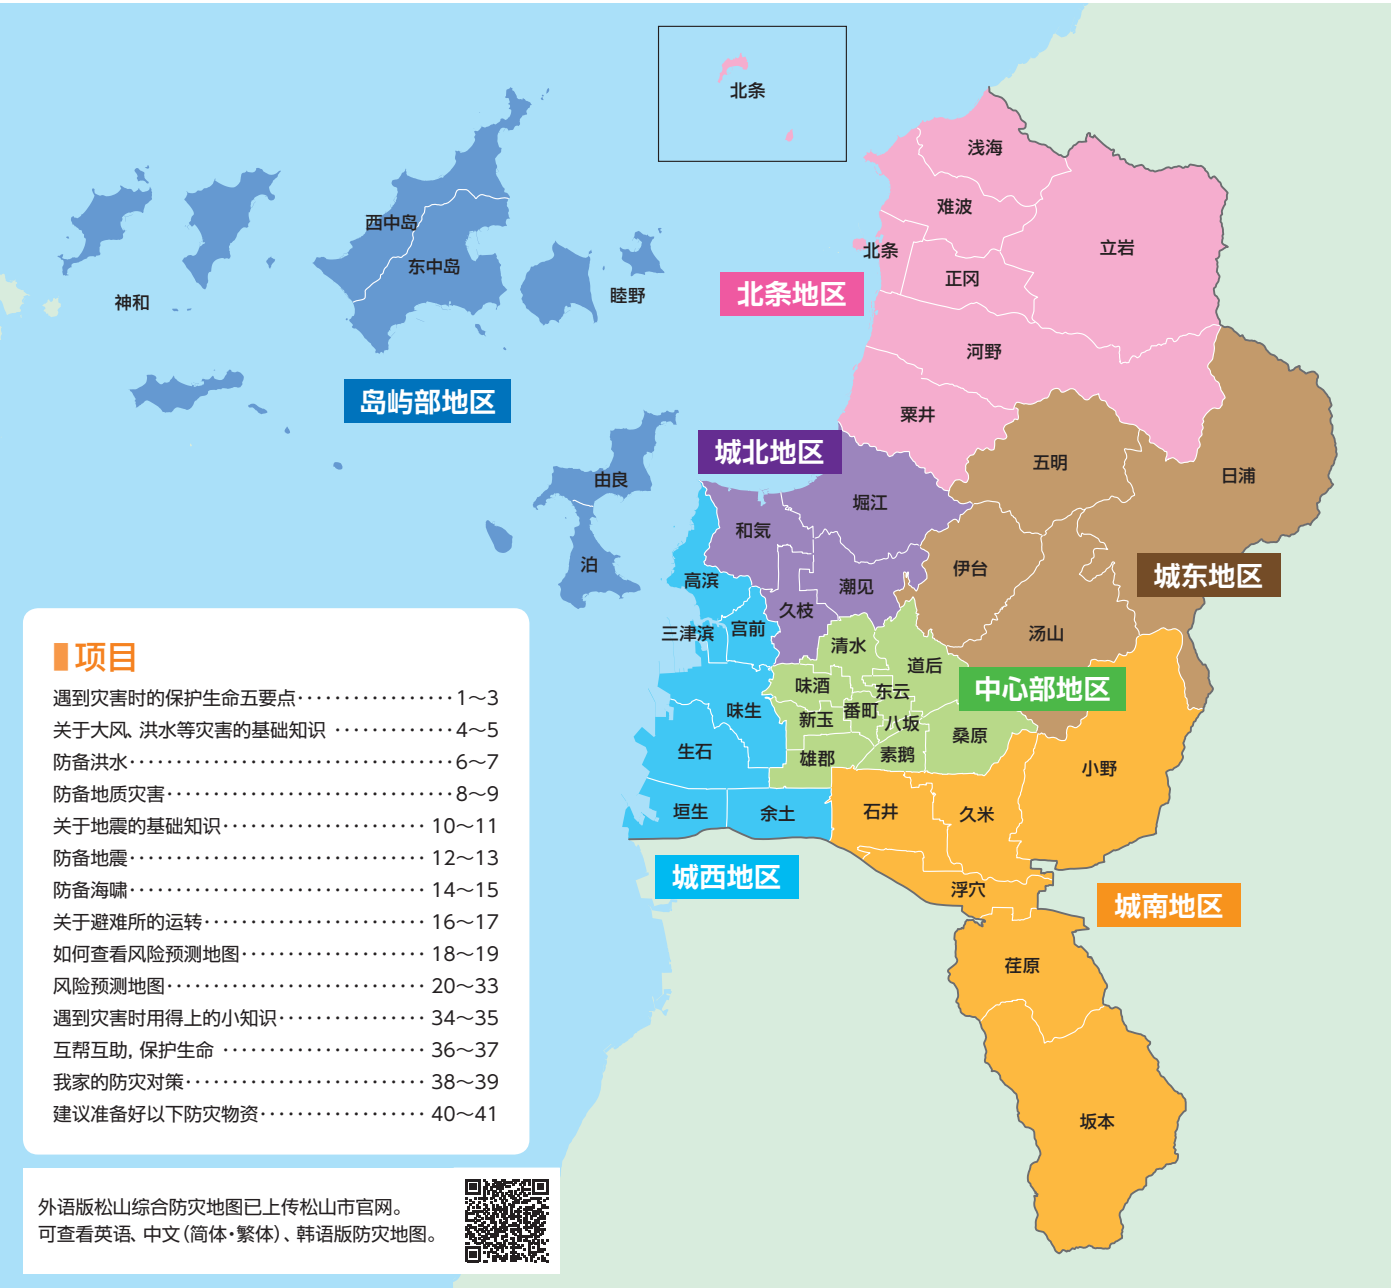 北条
浅海
难波
立岩
北条
正冈
北条地区
河野
粟井
西中岛
东中岛
神和
睦野
岛屿部地区
由良
泊
城北地区
堀江
和気
潮见
久枝
五明
日浦
伊台
汤山
城东地区
高滨
三津滨
宫前
味生
生石
垣生
余土
城西地区
清水
道后
味酒
东云
新玉
番町
八坂
雄郡
素鹅
桑原
中心部地区
小野
石井
久米
浮穴
城南地区
荏原
坂本
项目
遇到灾害时的保护生命五要点·················1～3
关于大风、洪水等灾害的基础知识 ·············4～5
防备洪水···································6～7
防备地质灾害·······························8～9
关于地震的基础知识······················10～11
防备地震································12～13
防备海啸································14～15
关于避难所的运转························16～17
如何查看风险预测地图····················18～19
风险预测地图····························20～33
遇到灾害时用得上的小知识················34～35
互帮互助, 保护生命 ······················36～37
我家的防灾对策··························38～39
建议准备好以下防灾物资··················40～41
外语版松山综合防灾地图已上传松山市官网。
可查看英语、中文（简体·繁体）、韩语版防灾地图。